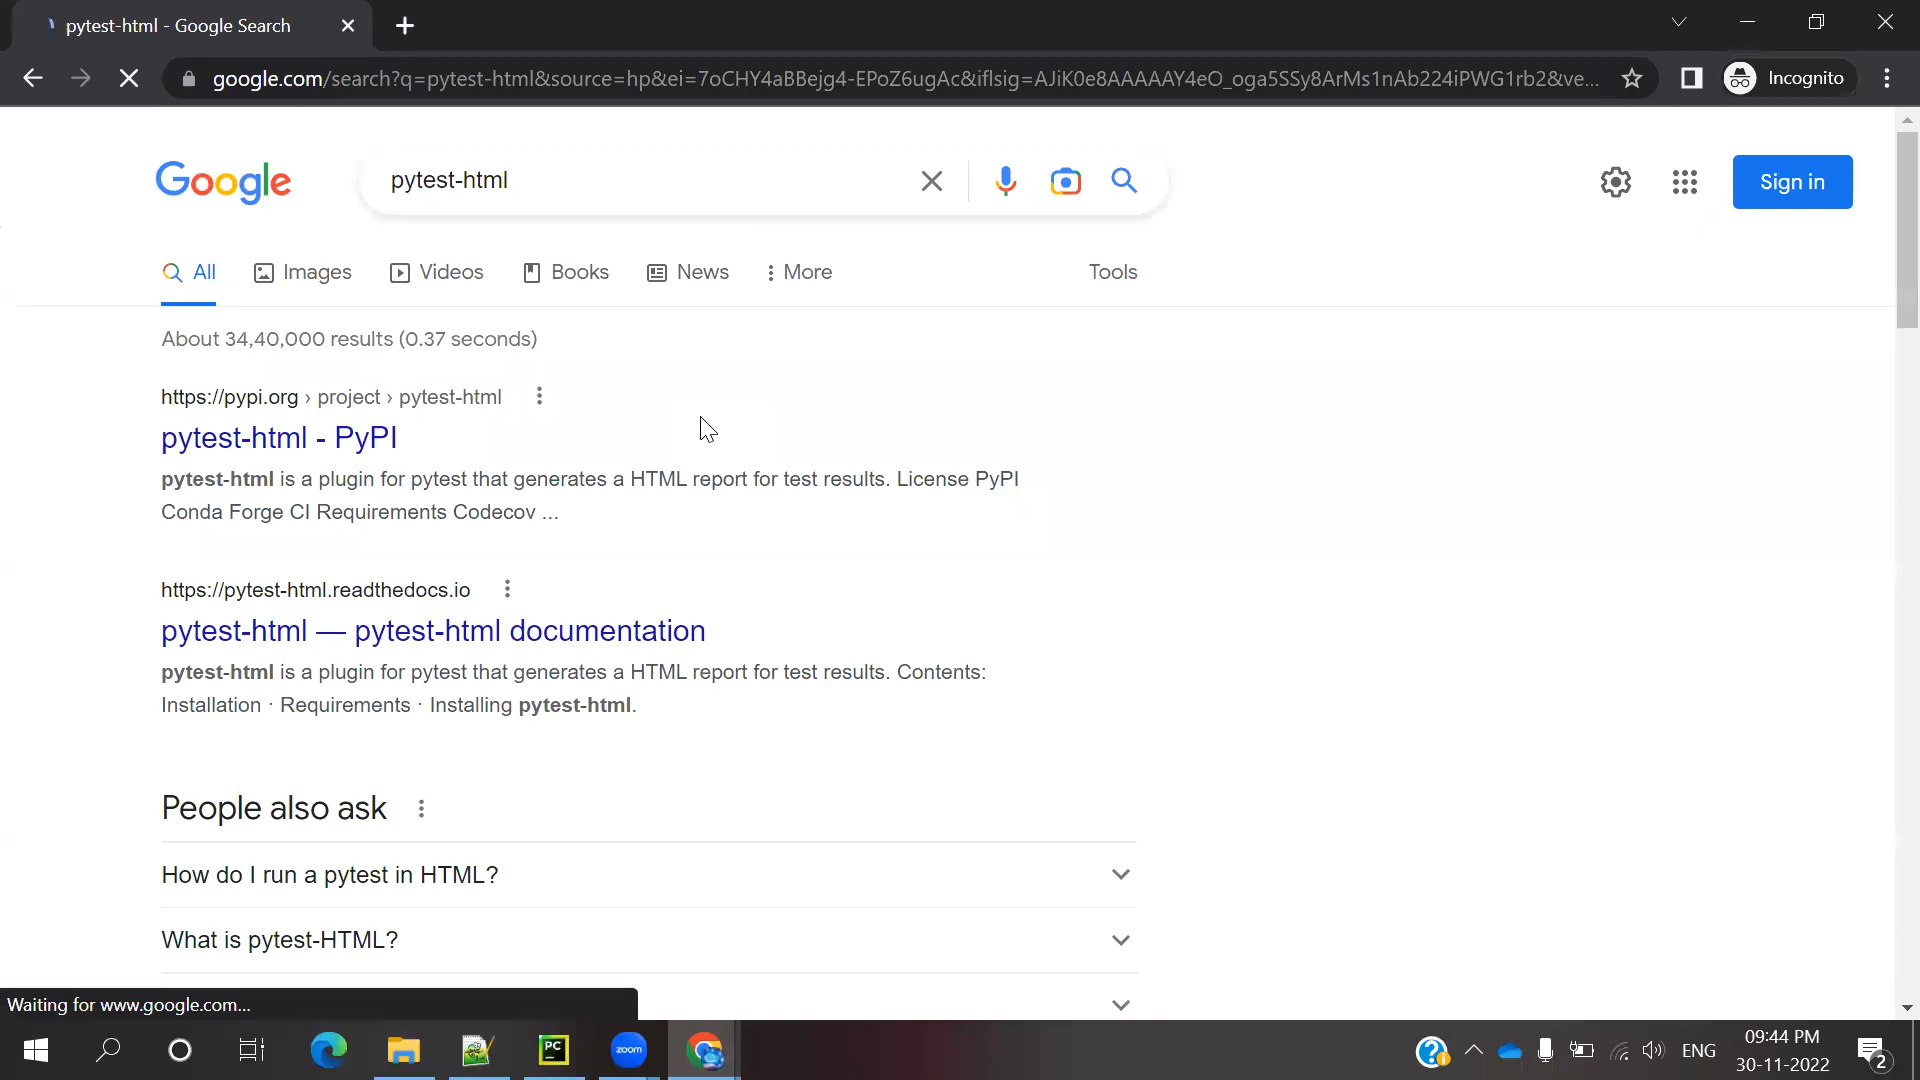 pytest-html - Google Search
google.com/search?q=pytest-html&source=hp&ei=7oCHY4aBBejg4-EPoZ6ugAc&iflsig=AJiK0e8AAAAAY4eO_oga5SSy8ArMs1nAb224iPWG1rb2&ve...
Incognito
Google
pytest-html
Sign in
All
Images
Videos
Books
News
More
Tools
About 34,40,000 results (0.37 seconds)
https://pypi.org › project › pytest-html
pytest-html - PyPI
pytest-html is a plugin for pytest that generates a HTML report for test results. License PyPI
Conda Forge CI Requirements Codecov ...
https://pytest-html.readthedocs.io
pytest-html — pytest-html documentation
pytest-html is a plugin for pytest that generates a HTML report for test results. Contents:
Installation · Requirements · Installing pytest-html.
People also ask
How do I run a pytest in HTML?
What is pytest-HTML?
Waiting for www.google.com...
PC
zoom
ENG
09:44 PM
30-11-2022
2